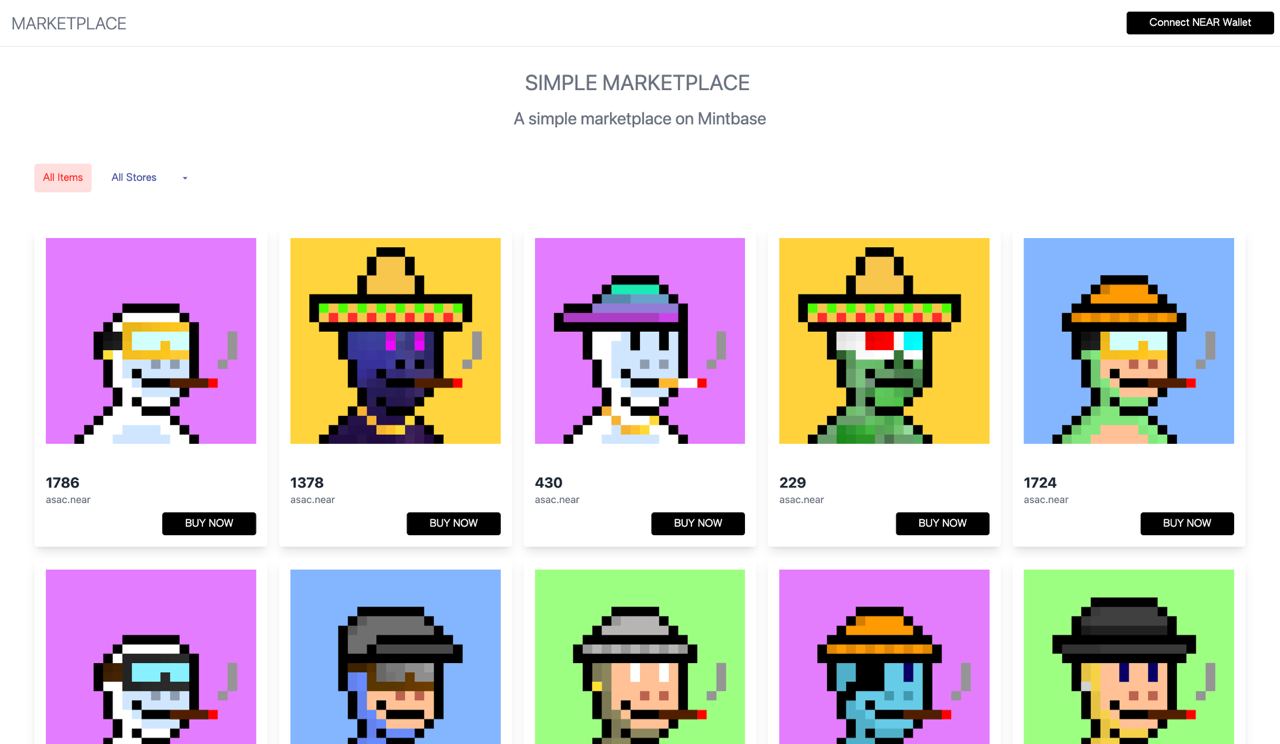 MARKETPLACE
Connect NEAR Wallet
SIMPLE MARKETPLACE
A simple marketplace on Mintbase
All Items
All Stores
1786
asac.near
BUY NOW
1378
asac.near
BUY NOW
430
asac.near
BUY NOW
229
asac.near
BUY NOW
1724
asac.near
BUY NOW